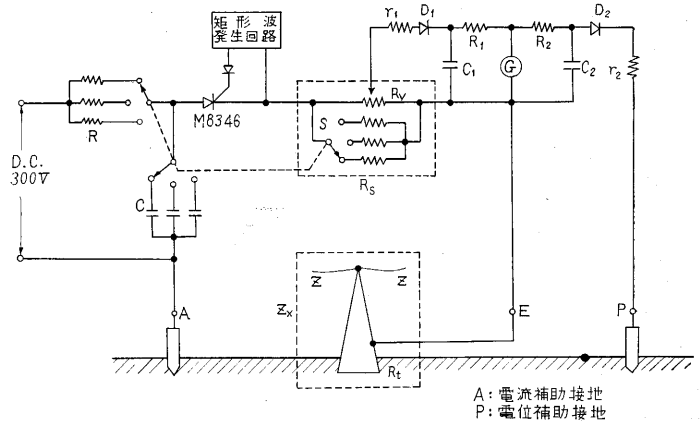 矩形波
発生回路
r₁
D₁
R₁
R₂
D₂
C₁
G
C₂
r₂
R
M8346
S
Rv
Rs
D.C.
300V
C
A
Zx
Z
Z
E
P
Rt
A: 電流補助接地
P: 電位補助接地